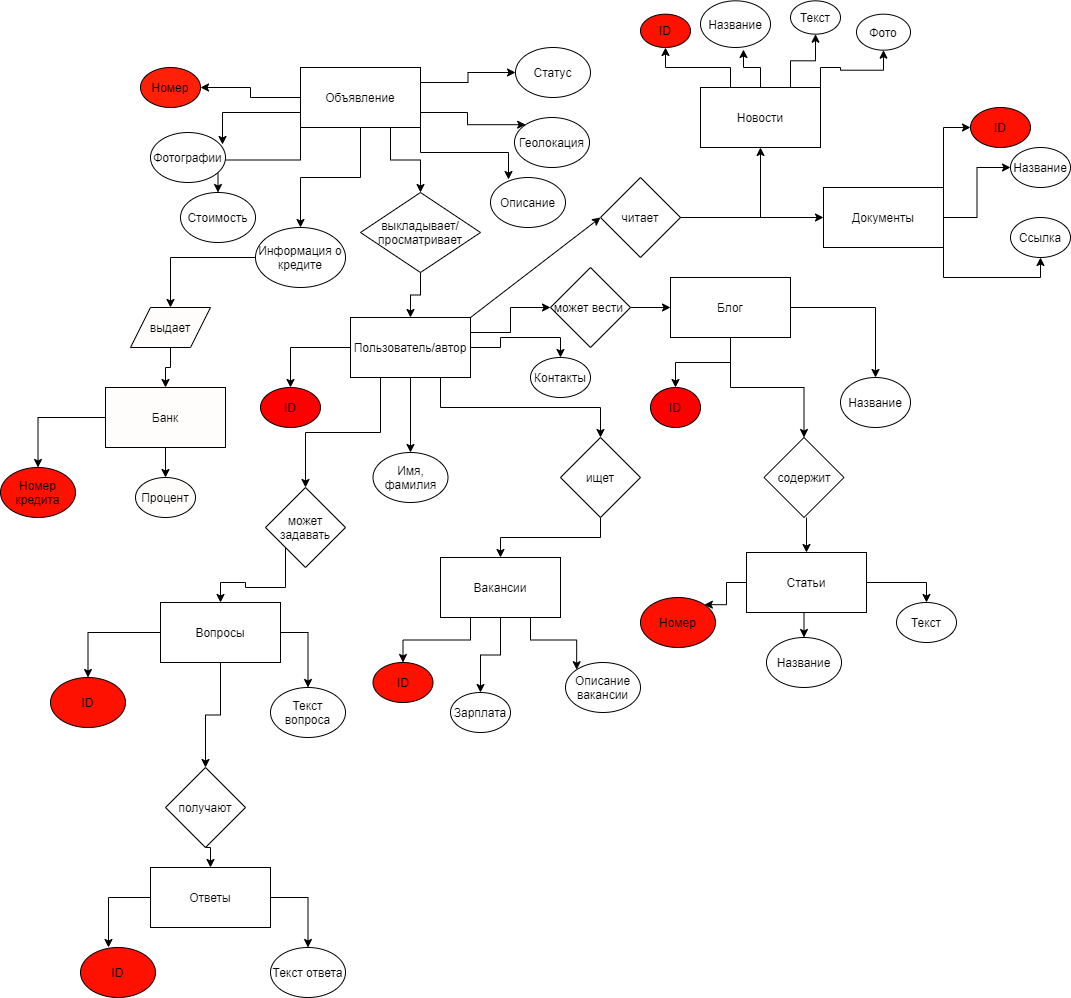 ID
Название
Текст
Фото
Номер
Объявление
Статус
Новости
Геолокация
Фотографии
ID
Название
Стоимость
Описание
читает
Документы
выкладывает/
просматривает
Информация о
кредите
Ссылка
выдает
может вести
Блог
Пользователь/автор
Контакты
ID
ID
Название
Банк
Номер
кредита
Процент
Имя,
фамилия
ищет
содержит
может
задавать
Вакансии
Статьи
Вопросы
Номер
Текст
Название
ID
Текст
вопроса
ID
Зарплата
Описание
вакансии
получают
Ответы
ID
Текст ответа